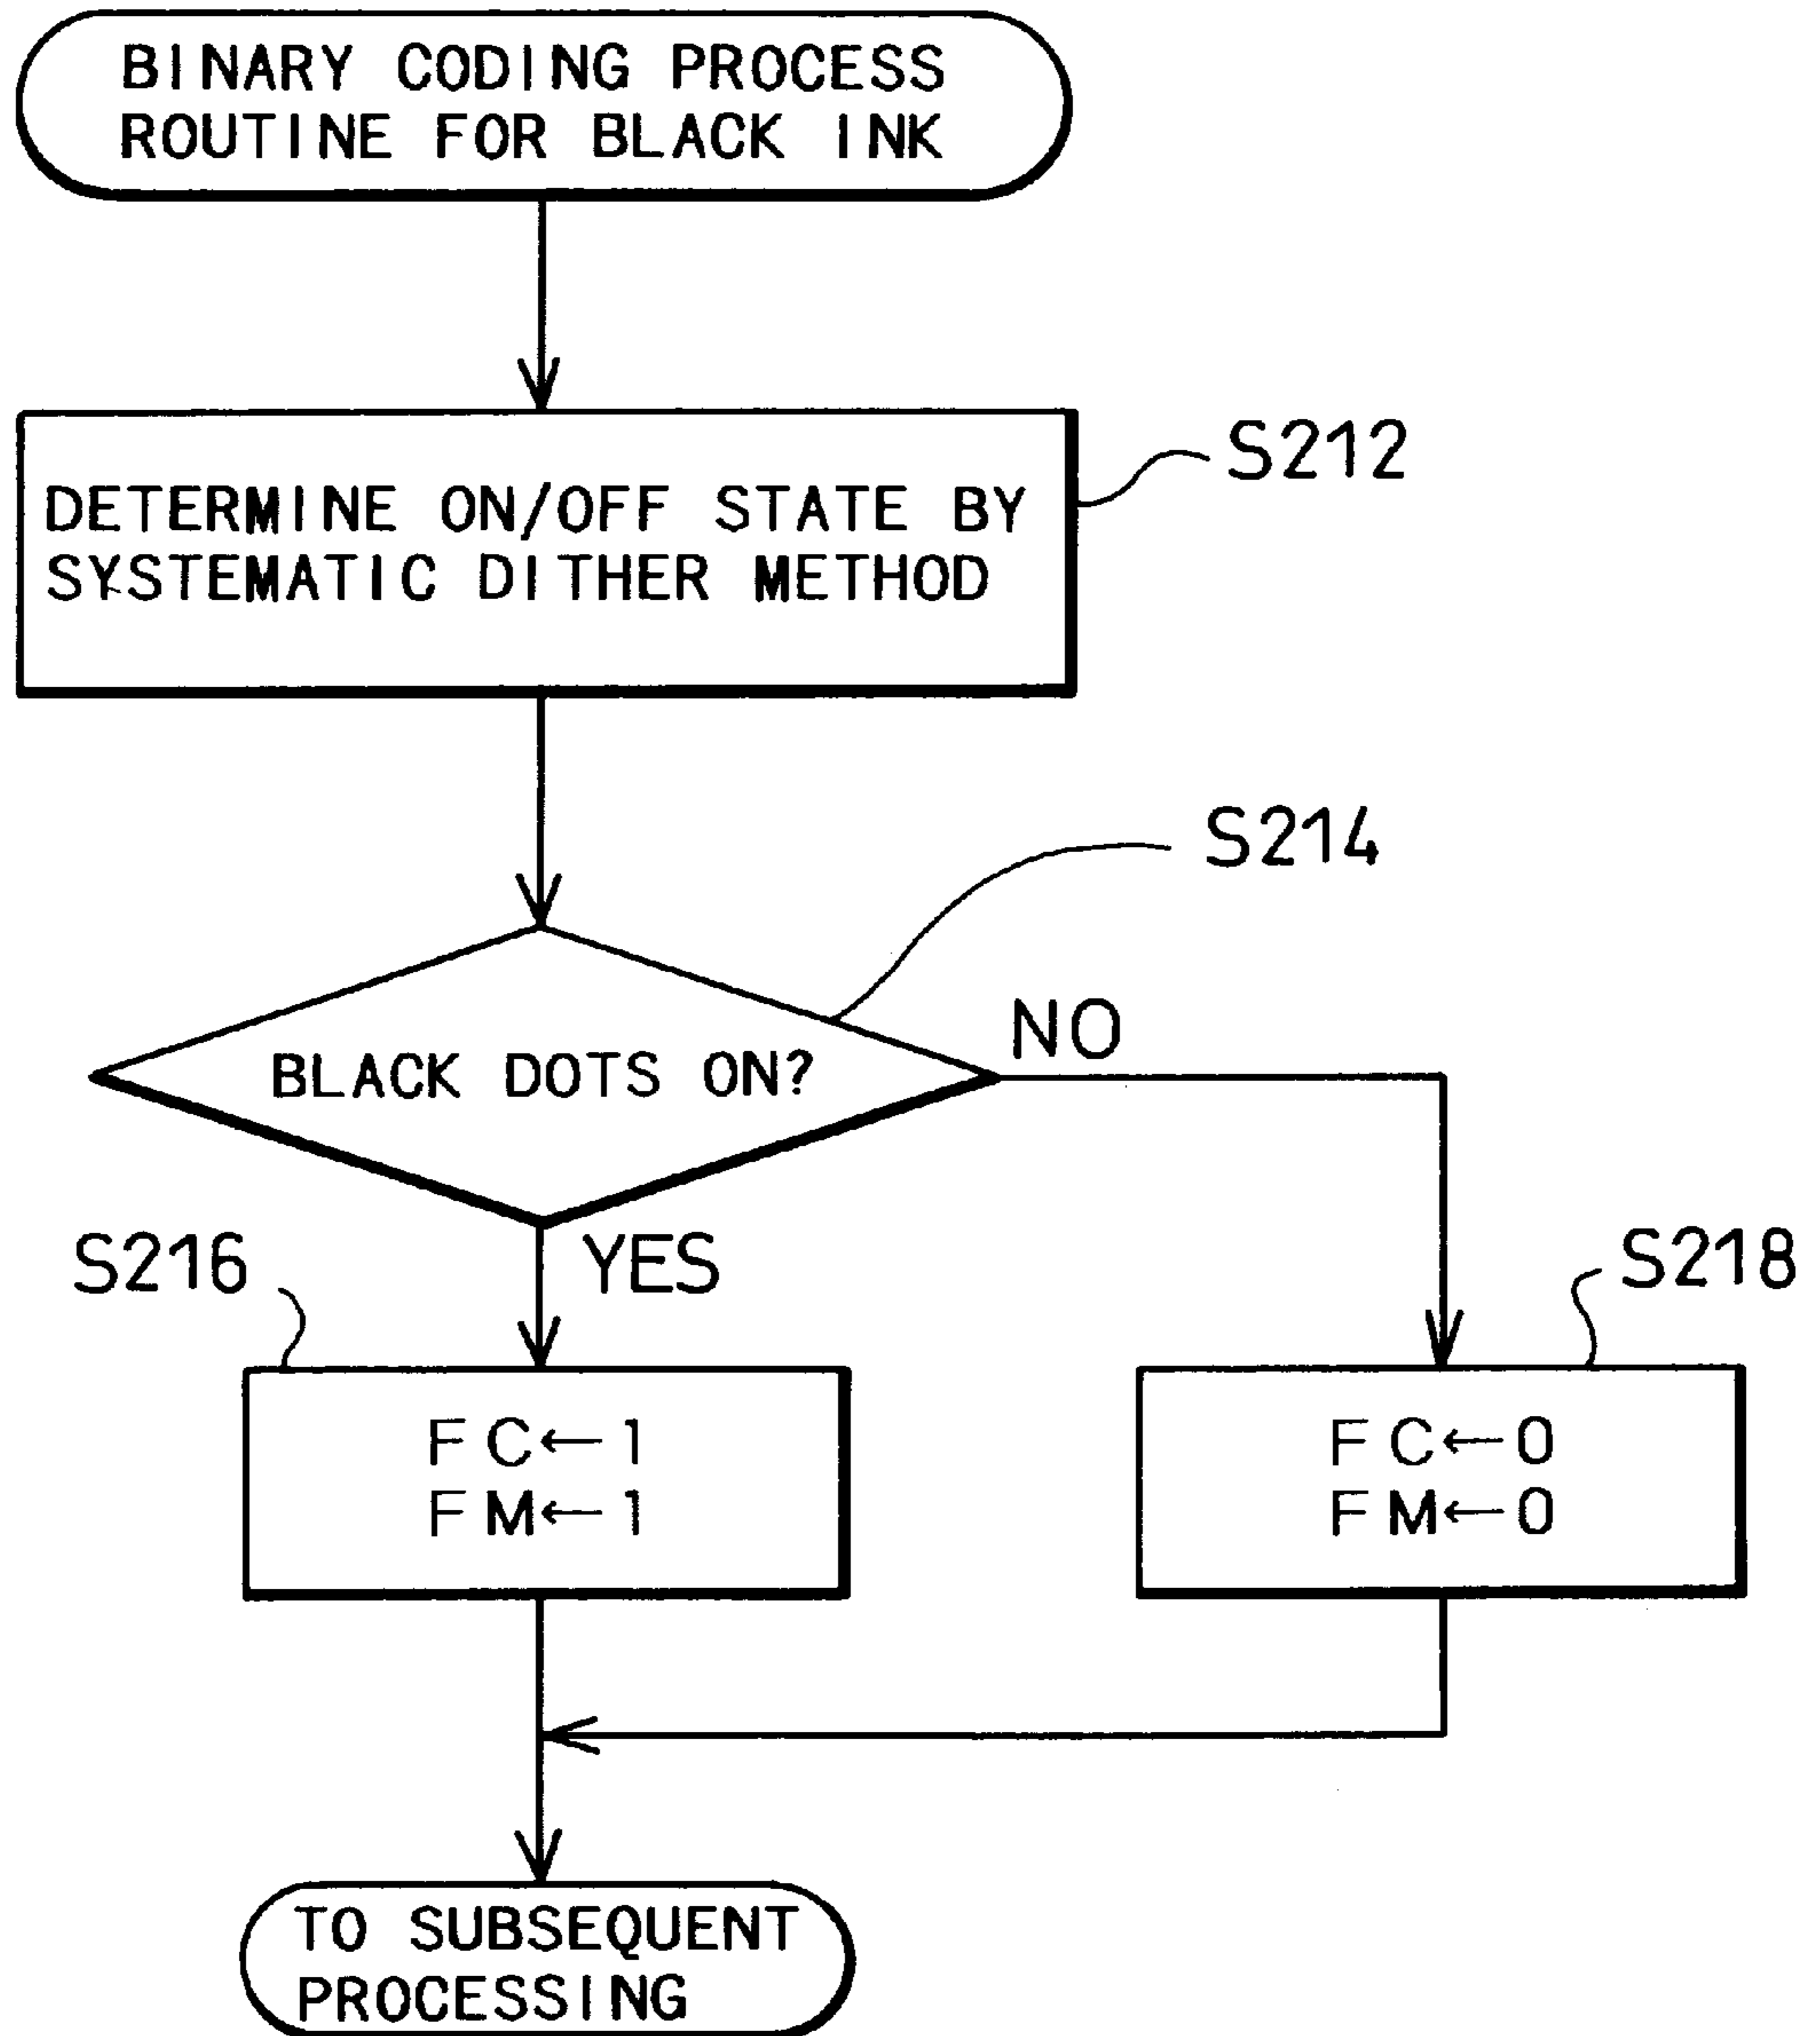 BINARY CODING PROCESS
ROUTINE FOR BLACK INK
S212
DETERMINE ON/OFF STATE BY
SYSTEMATIC DITHER METHOD
S214
NO
BLACK DOTS ON?
S216
YES
S218
FC←1
FM←1
FC←0
FM←0
TO SUBSEQUENT
PROCESSING